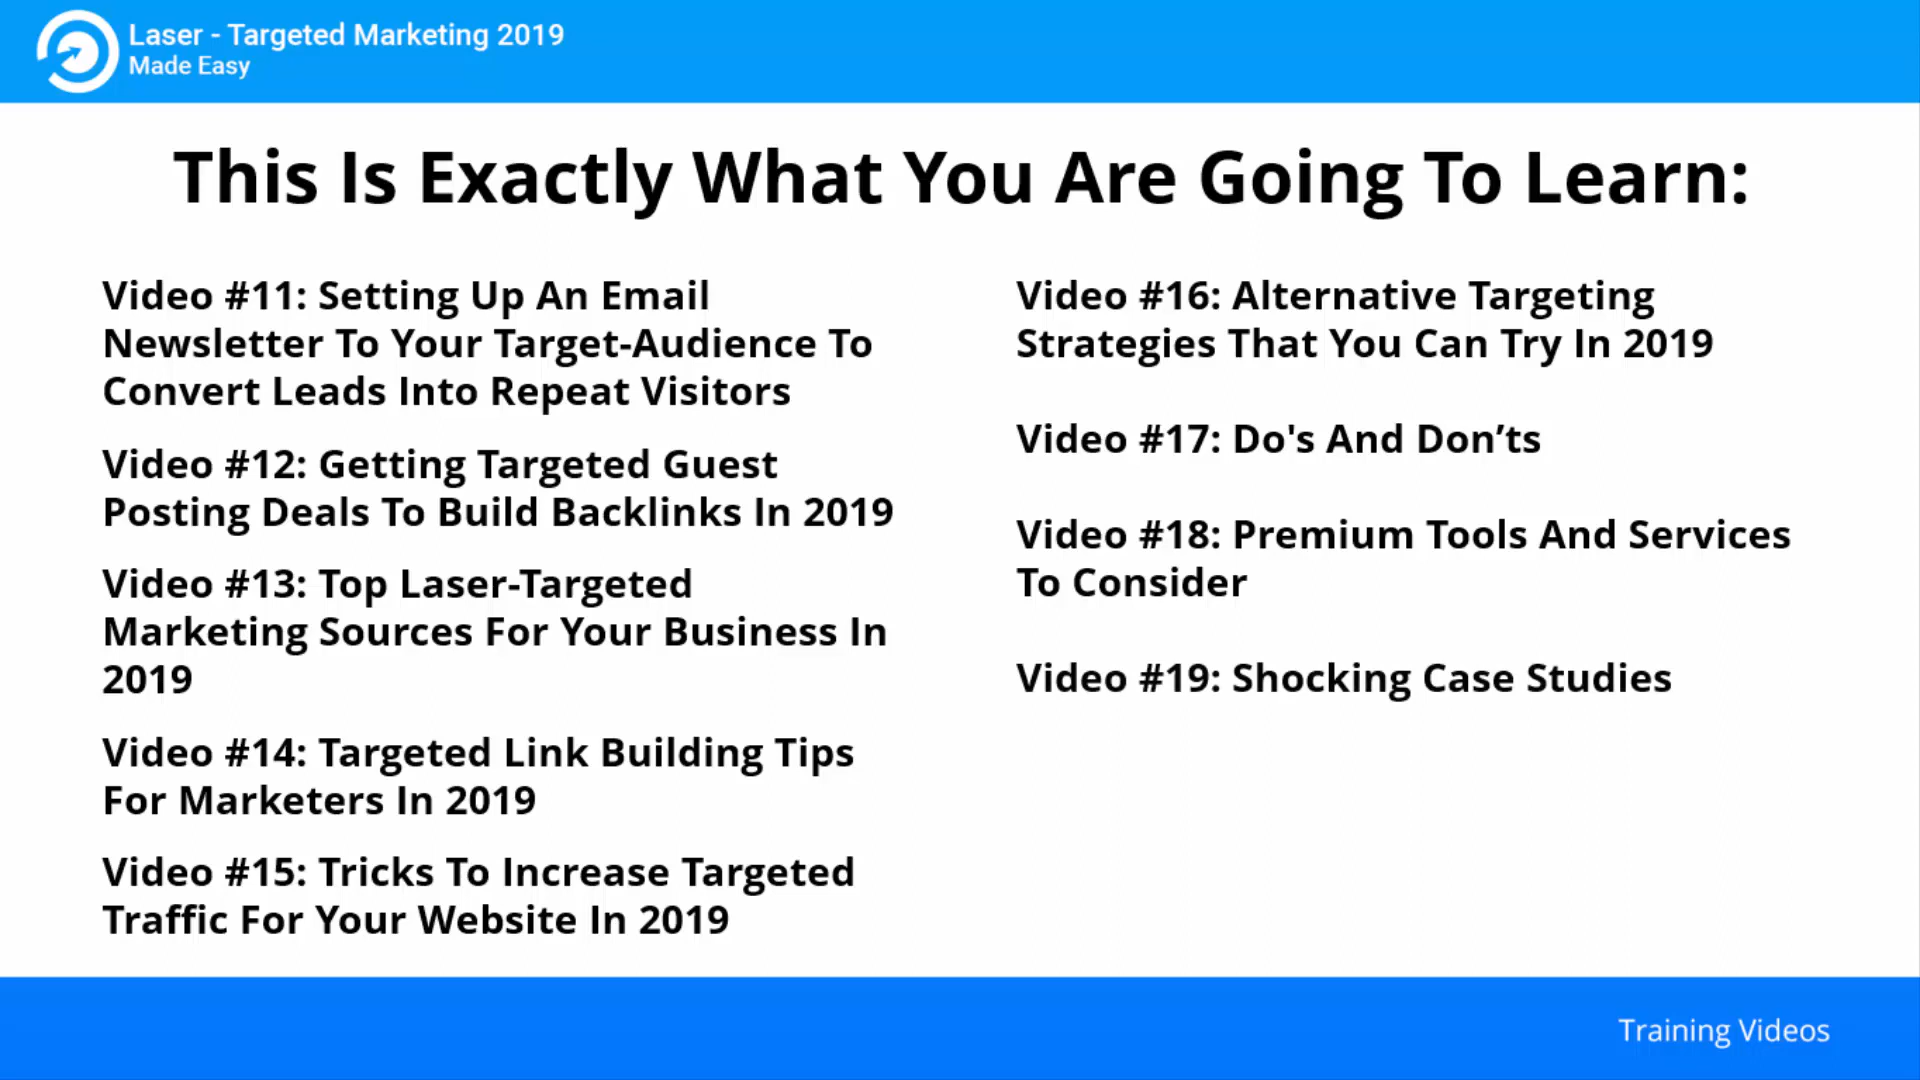 Laser - Targeted Marketing 2019
Made Easy
This Is Exactly What You Are Going To Learn:
Video #11: Setting Up An Email
Newsletter To Your Target-Audience To
Convert Leads Into Repeat Visitors
Video #12: Getting Targeted Guest
Posting Deals To Build Backlinks In 2019
Video #13: Top Laser-Targeted
Marketing Sources For Your Business In
2019
Video #14: Targeted Link Building Tips
For Marketers In 2019
Video #15: Tricks To Increase Targeted
Traffic For Your Website In 2019
Video #16: Alternative Targeting
Strategies That You Can Try In 2019
Video #17: Do's And Don’ts
Video #18: Premium Tools And Services
To Consider
Video #19: Shocking Case Studies
Training Videos